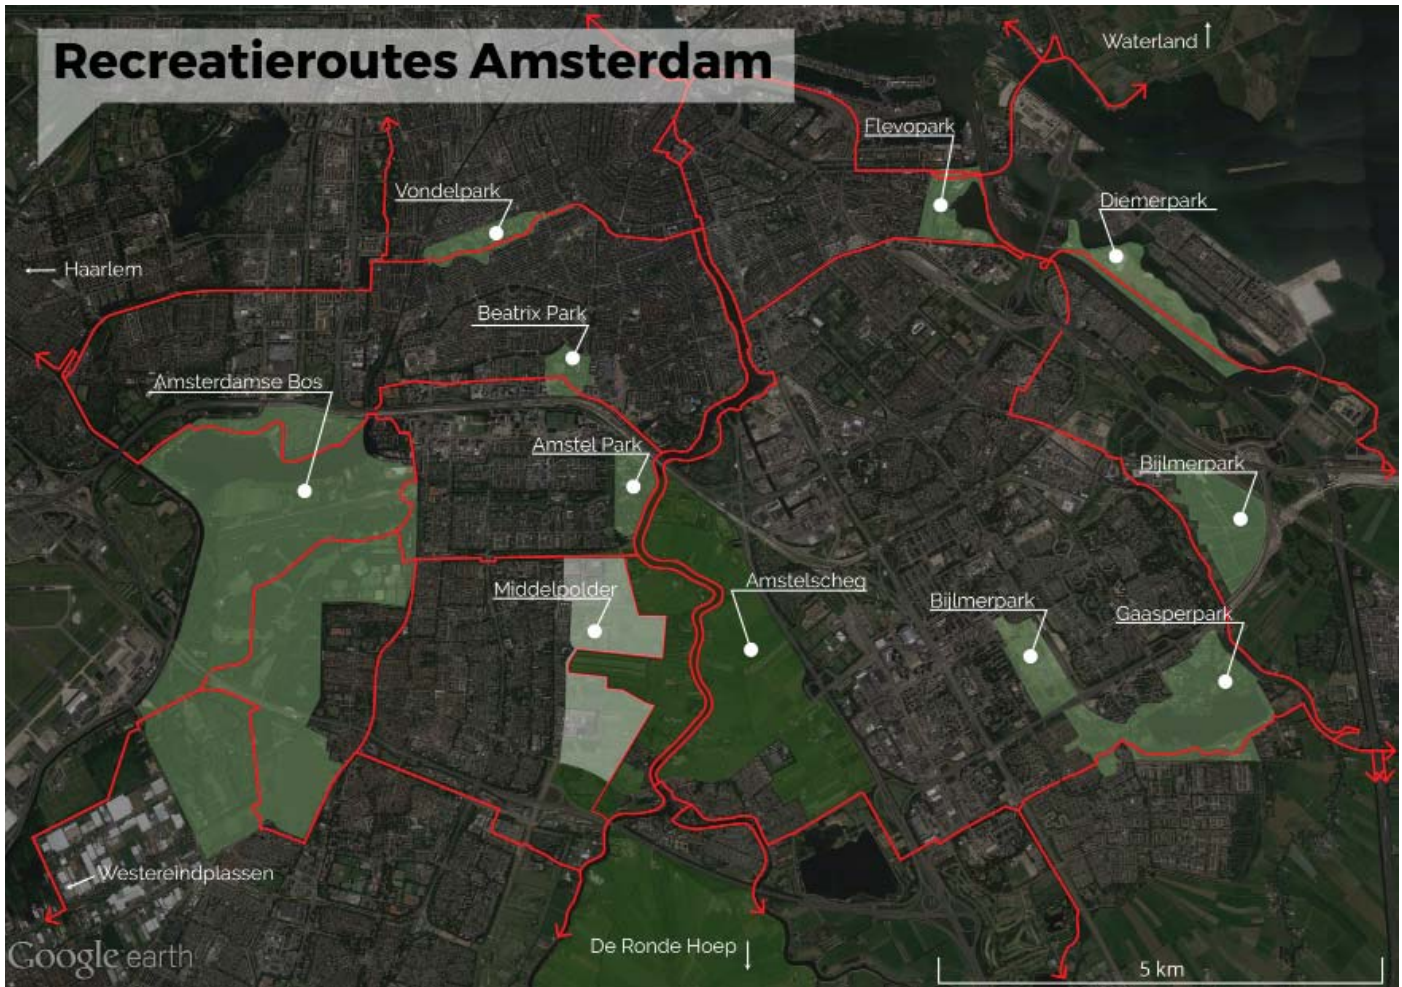 Recreatieroutes Amsterdam
Waterland
Flevopark
Vondelpark
Diemerpark
Haarlem
Beatrix Park
Amsterdamse Bos
Amstel Park
Bijlmerpark
Middelpolder
Amstelscheg
Bijlmerpark
Gaasperpark
Westereindplassen
De Ronde Hoep
Google earth
5 km